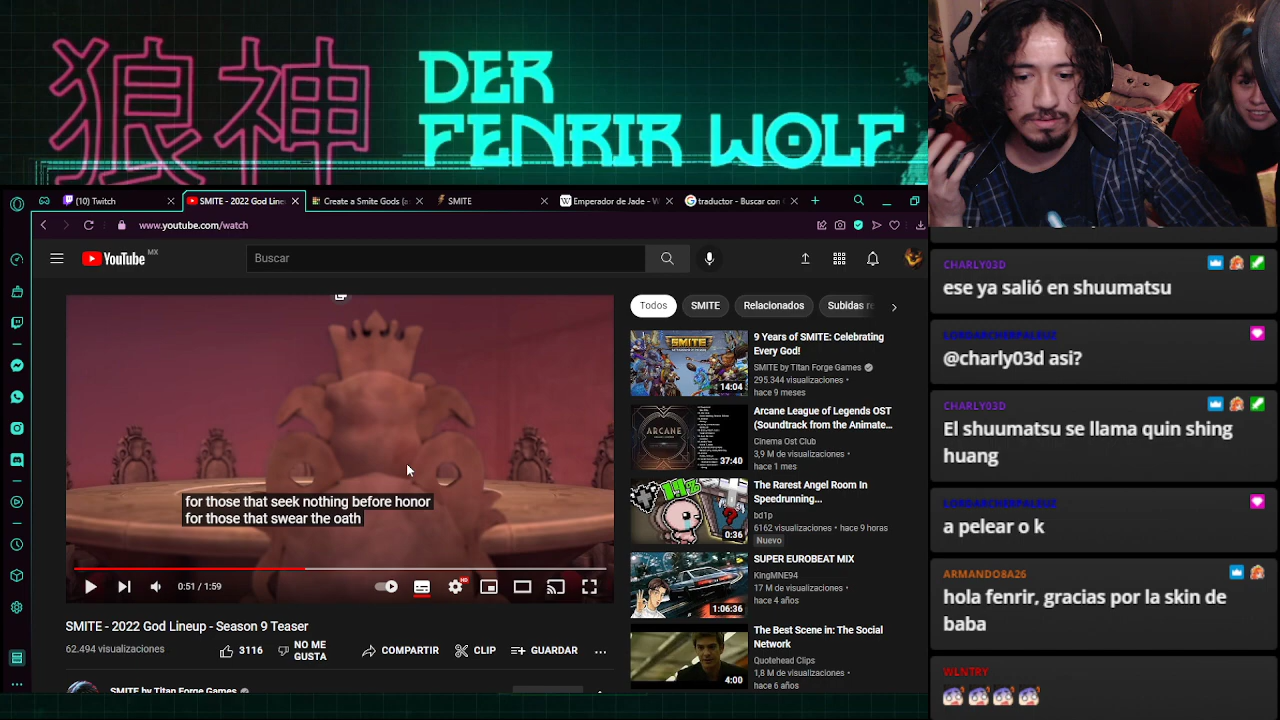 狼神
DER
FENRIR WOLF
(10) Twitch
SMITE - 2022 God Line
Create a Smite Gods (a
SMITE
Emperador de Jade - W
traductor - Buscar con
www.youtube.com/watch
YouTube MX
Buscar
for those that seek nothing before honor
for those that swear the oath
0:51 / 1:59
HD
SMITE - 2022 God Lineup - Season 9 Teaser
62.494 visualizaciones
3116
NO ME
GUSTA
COMPARTIR
CLIP
GUARDAR
SMITE by Titan Forge Games
Todos
SMITE
Relacionados
Subidas re
SMITE
14:04
9 Years of SMITE: Celebrating
Every God!
SMITE by Titan Forge Games
295.344 visualizaciones •
hace 9 meses
ARCANE
37:40
Arcane League of Legends OST
(Soundtrack from the Animate...
Cinema Ost Club
3,9 M de visualizaciones •
hace 1 mes
0:36
The Rarest Angel Room In
Speedrunning...
bd1p
6162 visualizaciones • hace 9 horas
Nuevo
1:06:36
SUPER EUROBEAT MIX
KingMNE94
17 M de visualizaciones •
hace 4 años
4:00
The Best Scene in: The Social
Network
Quotehead Clips
1,8 M de visualizaciones •
hace 6 años
CHARLY03D
ese ya salió en shuumatsu
@charly03d asi?
CHARLY03D
El shuumatsu se llama quin shing
huang
a pelear o k
ARMANDO8A26
hola fenrir, gracias por la skin de
baba
WLNTRY